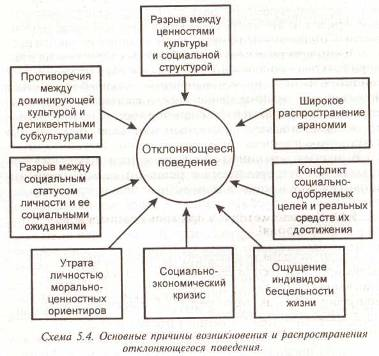 Разрыв между
ценностями
культуры
и социальной
структурой
Противоречия
между
доминирующей
культурой и
деликвентными
субкультурами
Широкое
распространение
араномии
Отклоняющееся
поведение
Разрыв между
социальным
статусом
личности и ее
социальными
ожиданиями
Конфликт
социально-
одобряемых
целей и реальных
средств их
достижения
Утрата
личностью
морально-
ценностных
ориентиров
Социально-
экономический
кризис
Ощущение
индивидом
бесцельности
жизни
Схема 5.4. Основные причины возникновения и распространения
отклоняющегося поведения.